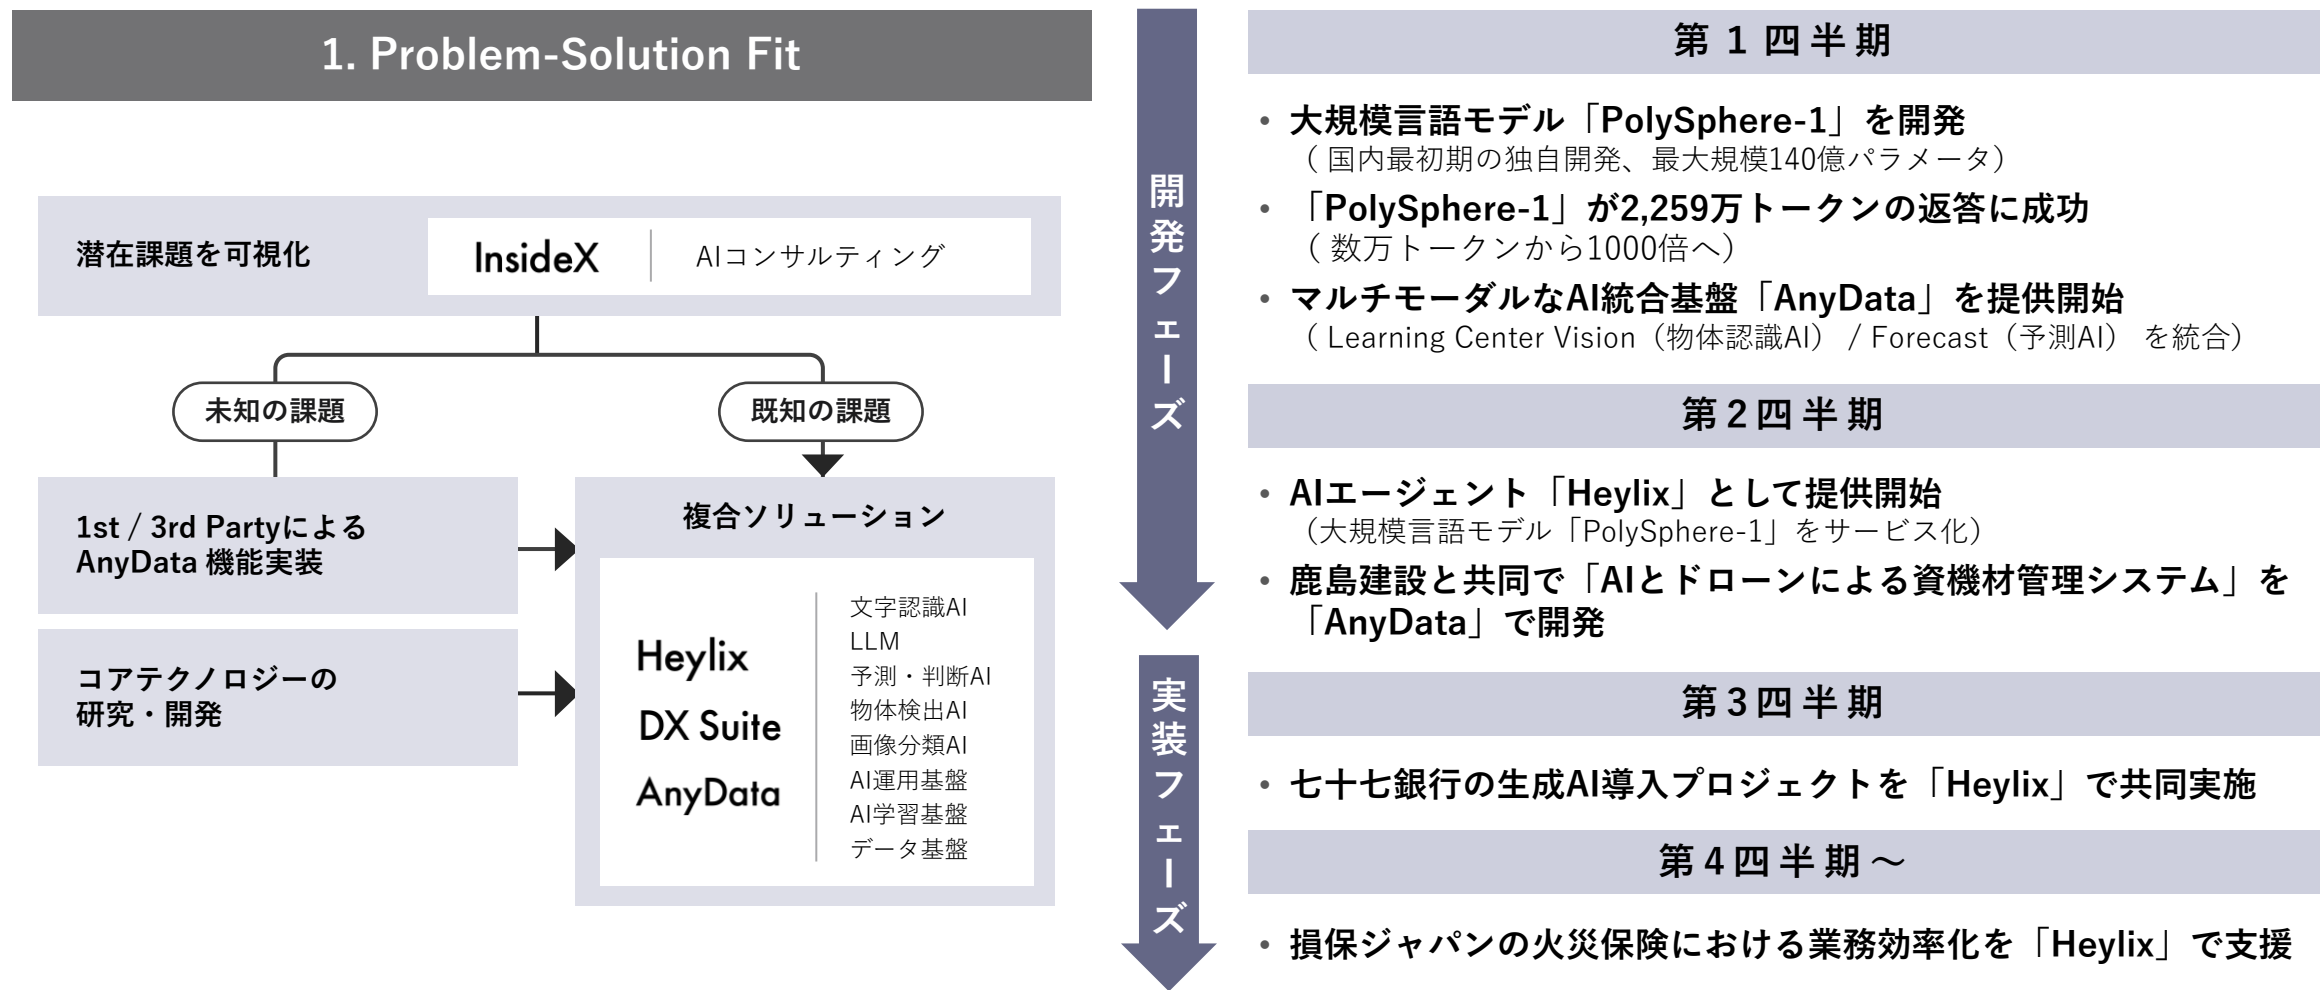 1. Problem-Solution Fit
潜在課題を可視化
InsideX
AIコンサルティング
未知の課題
既知の課題
1st / 3rd Partyによる
AnyData 機能実装
コアテクノロジーの
研究・開発
複合ソリューション
Heylix
DX Suite
AnyData
文字認識AI
LLM
予測・判断AI
物体検出AI
画像分類AI
AI運用基盤
AI学習基盤
データ基盤
開発フェーズ
実装フェーズ
第1四半期
・大規模言語モデル「PolySphere-1」を開発
（国内最初期の独自開発、最大規模140億パラメータ）
・「PolySphere-1」が2,259万トークンの返答に成功
（数万トークンから1000倍へ）
・マルチモーダルなAI統合基盤「AnyData」を提供開始
（ Learning Center Vision（物体認識AI） / Forecast（予測AI） を統合）
第2四半期
・AIエージェント「Heylix」として提供開始
（大規模言語モデル「PolySphere-1」をサービス化）
・鹿島建設と共同で「AIとドローンによる資機材管理システム」を
「AnyData」で開発
第3四半期
・七十七銀行の生成AI導入プロジェクトを「Heylix」で共同実施
第4四半期～
・損保ジャパンの火災保険における業務効率化を「Heylix」で支援